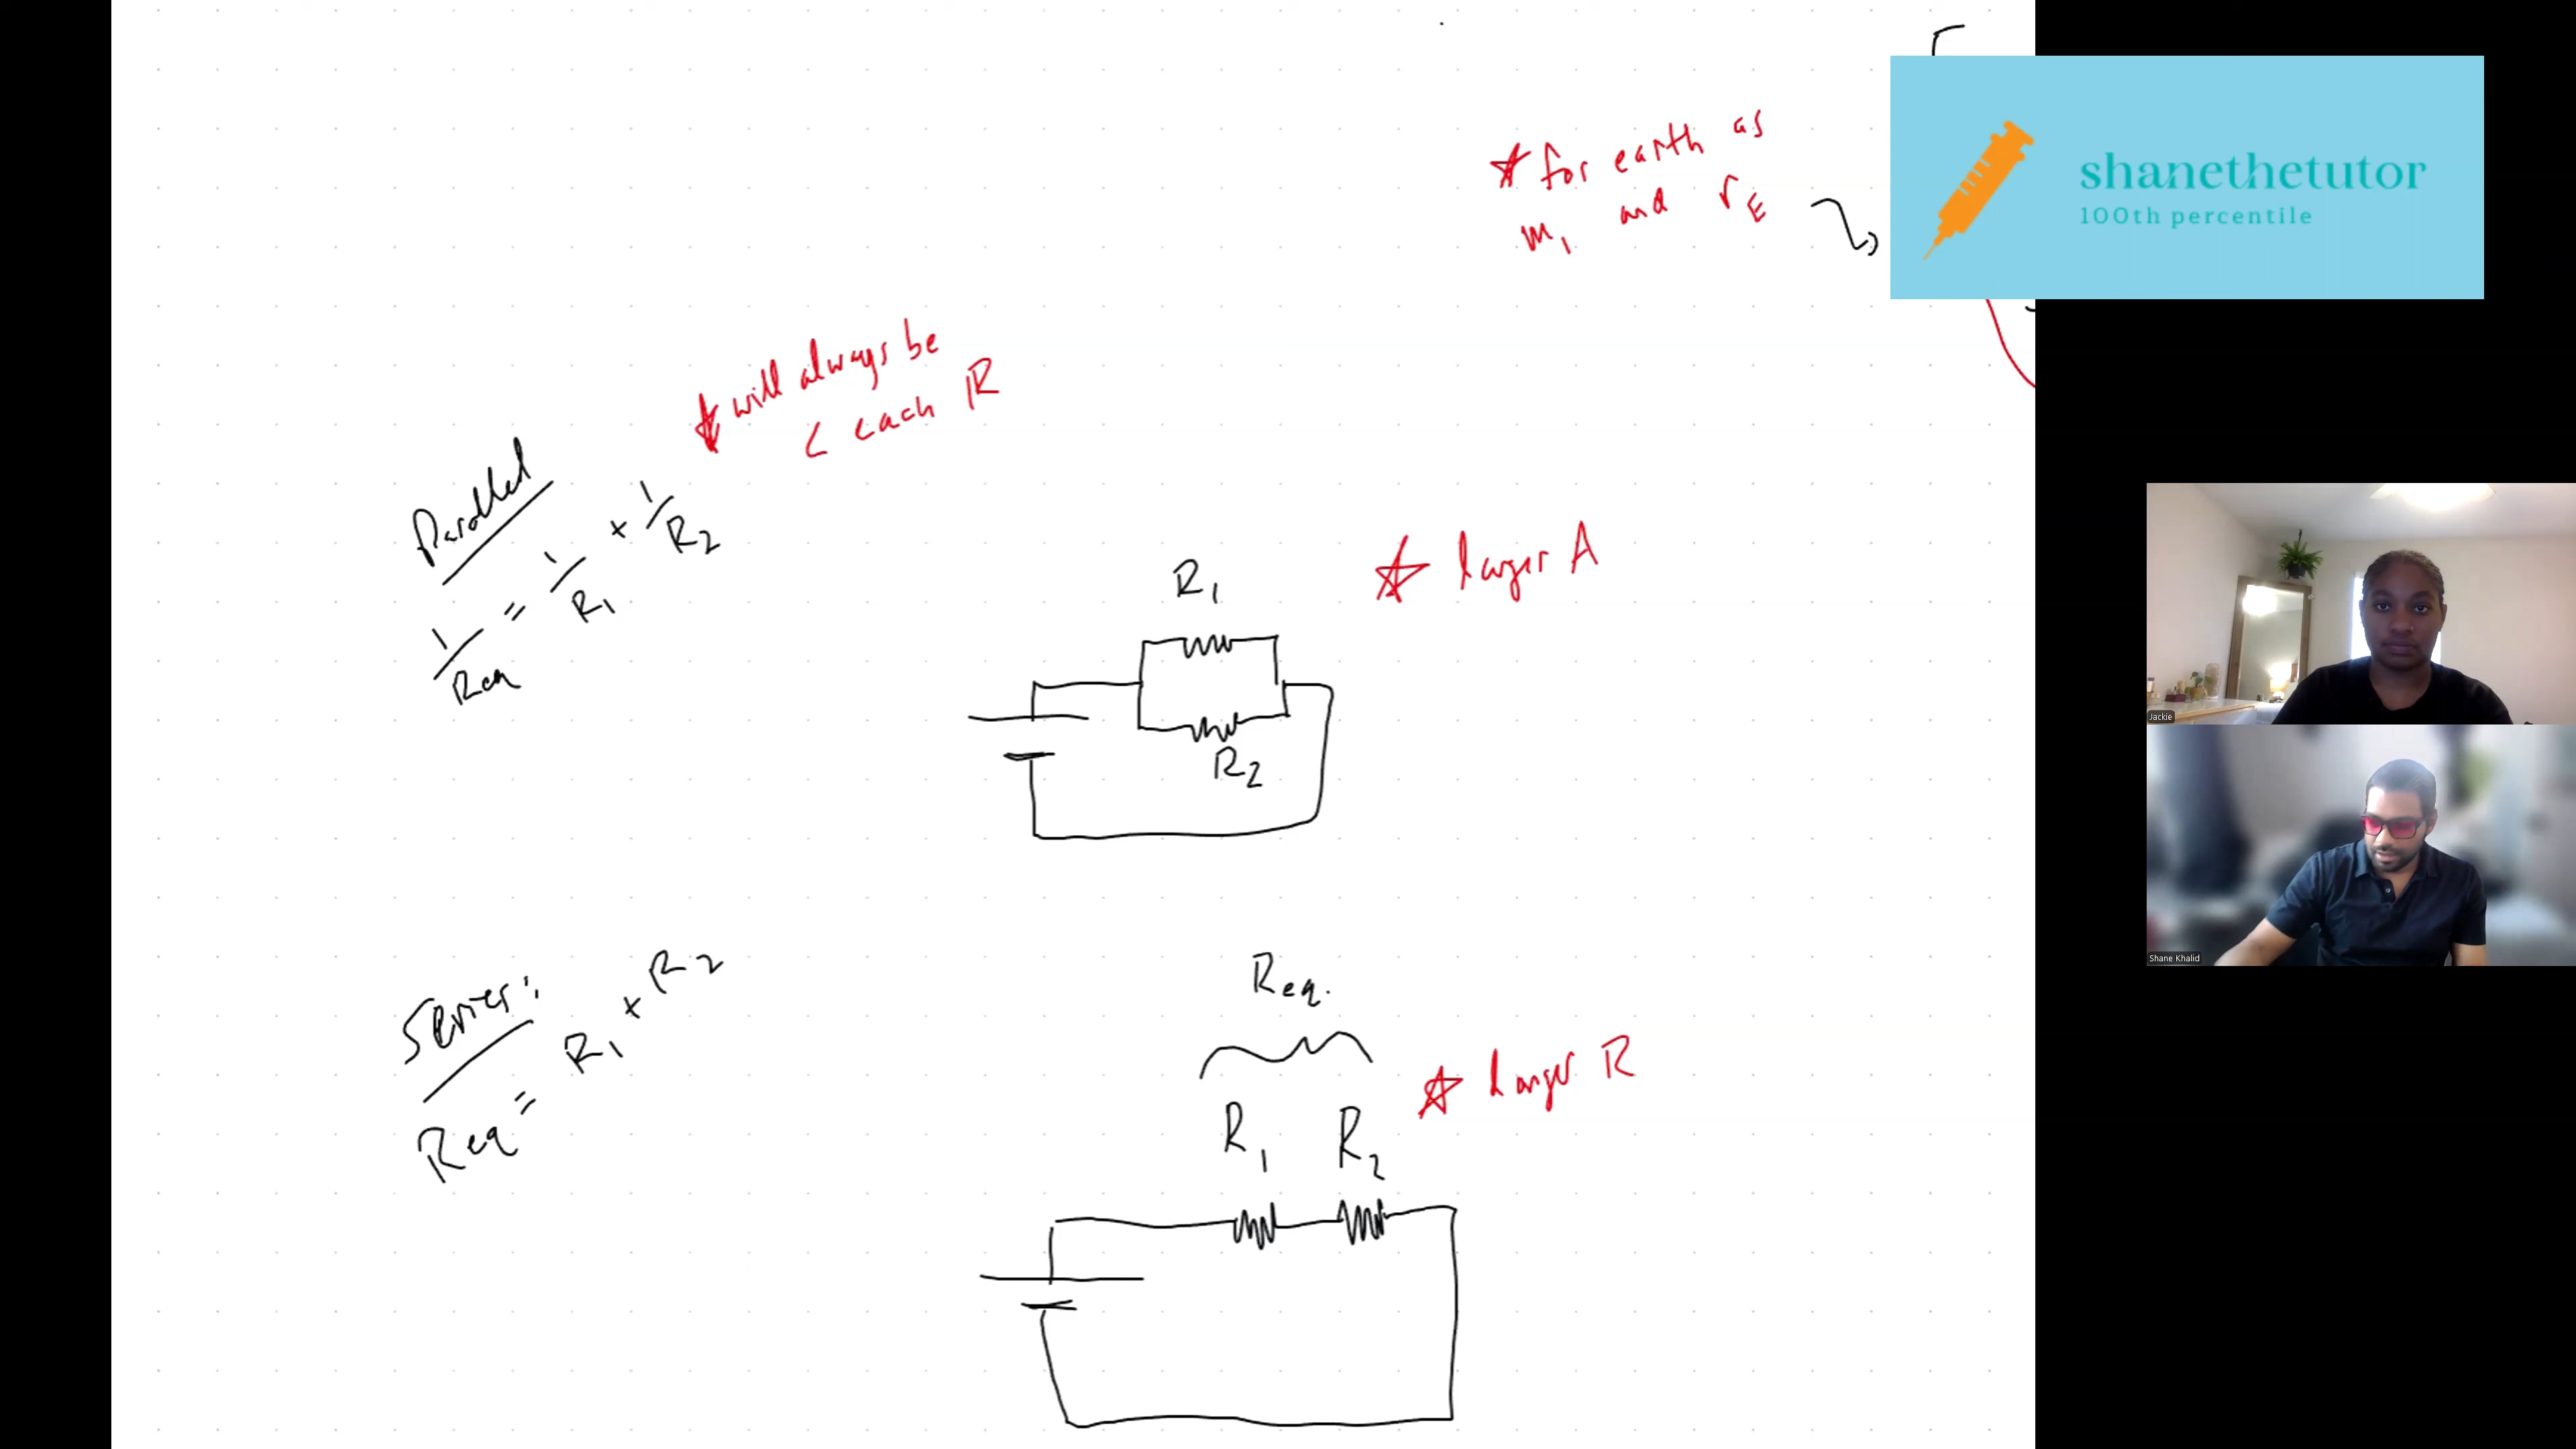 * for earth as
m₁ and r_E
shanethetutor
100th percentile
* will always be
< each R
Parallel
1/Req = 1/R₁ + 1/R₂
* larger A
R₁
R₂
Jackie
Shane Khalid
Series:
Req = R₁ + R₂
Req.
* larger R
R₁ R₂